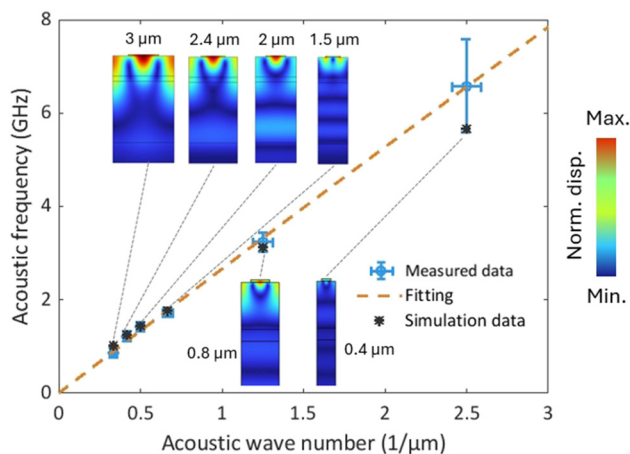 3 µm
2.4 µm
2 µm
1.5 µm
8
6
4
2
0
Acoustic frequency (GHz)
Max.
Norm. disp.
Min.
Measured data
Fitting
Simulation data
0.8 µm
0.4 µm
0
0.5
1
1.5
2
2.5
3
Acoustic wave number (1/µm)